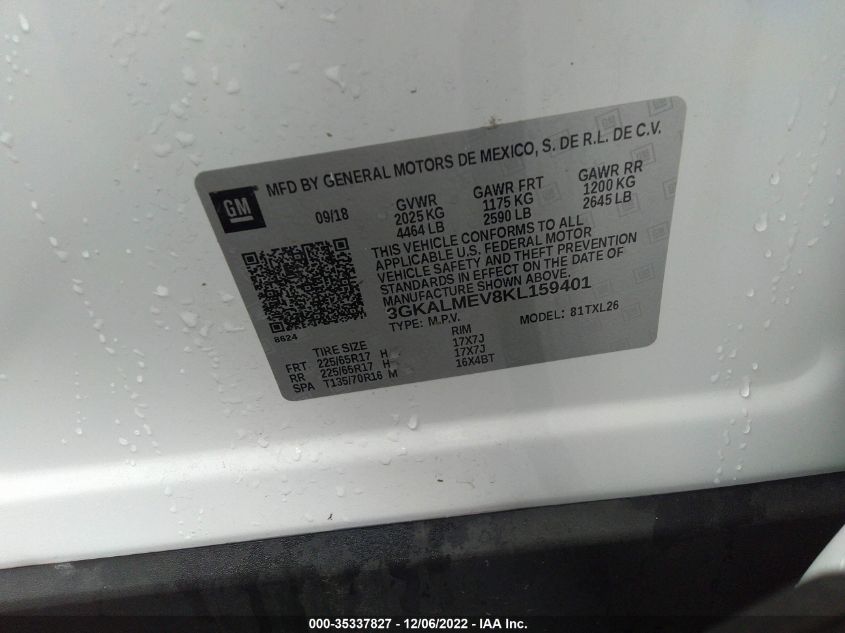 GM
MFD BY GENERAL MOTORS DE MEXICO, S. DE R.L. DE C.V.
09/18
GVWR GAWR FRT GAWR RR
2025 KG 1175 KG 1200 KG
4464 LB 2590 LB 2645 LB
THIS VEHICLE CONFORMS TO ALL
APPLICABLE U.S. FEDERAL MOTOR
VEHICLE SAFETY AND THEFT PREVENTION
STANDARDS IN EFFECT ON THE DATE OF
MANUFACTURE SHOWN ABOVE.
3GKALMEV8KL159401
TYPE: M.P.V. MODEL: 81TXL26
8624
TIRE SIZE RIM
FRT 225/65R17 H 17X7J
RR 225/65R17 H 17X7J
SPA T135/70R16 M 16X4BT
000-35337827 - 12/06/2022 - IAA Inc.